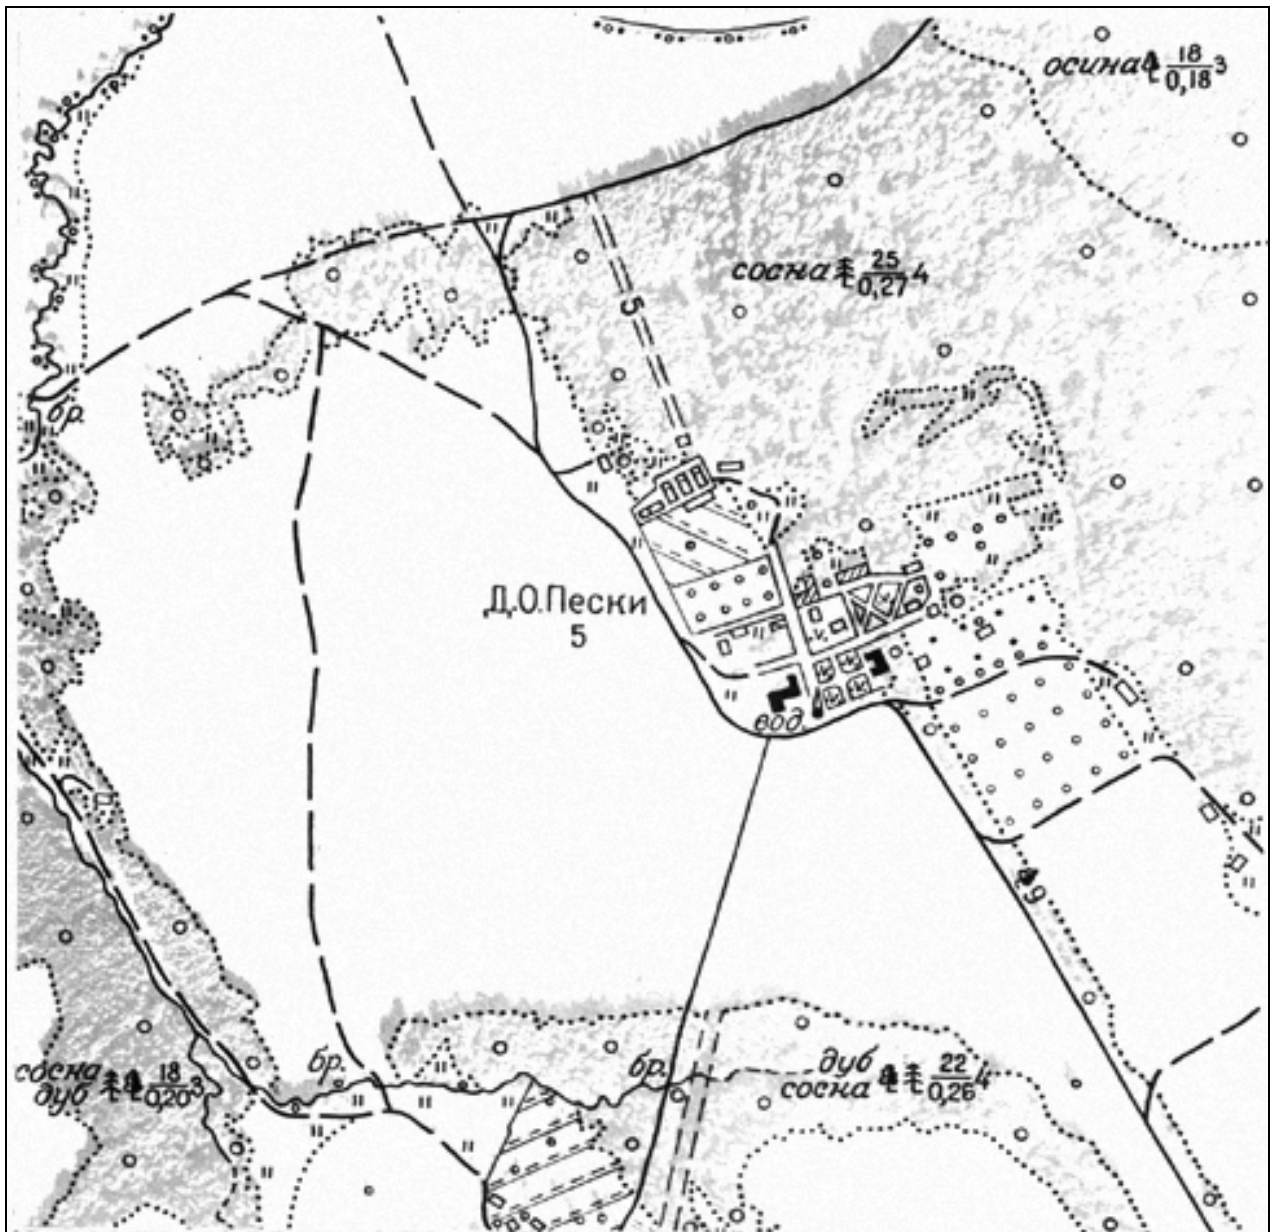 осина 18 3
0,18
сосна 25 4
0,27
5
бр.
Д.О.Пески
5
вод.
9
бр.
бр.
сосна 18 3
дуб 0,20
дуб 22 4
сосна 0,26